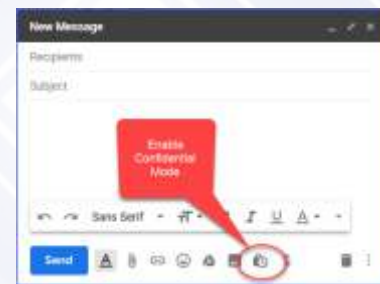 New Message
Recipients
Subject
Enable
Confidential
Mode
Sans Serif
Send